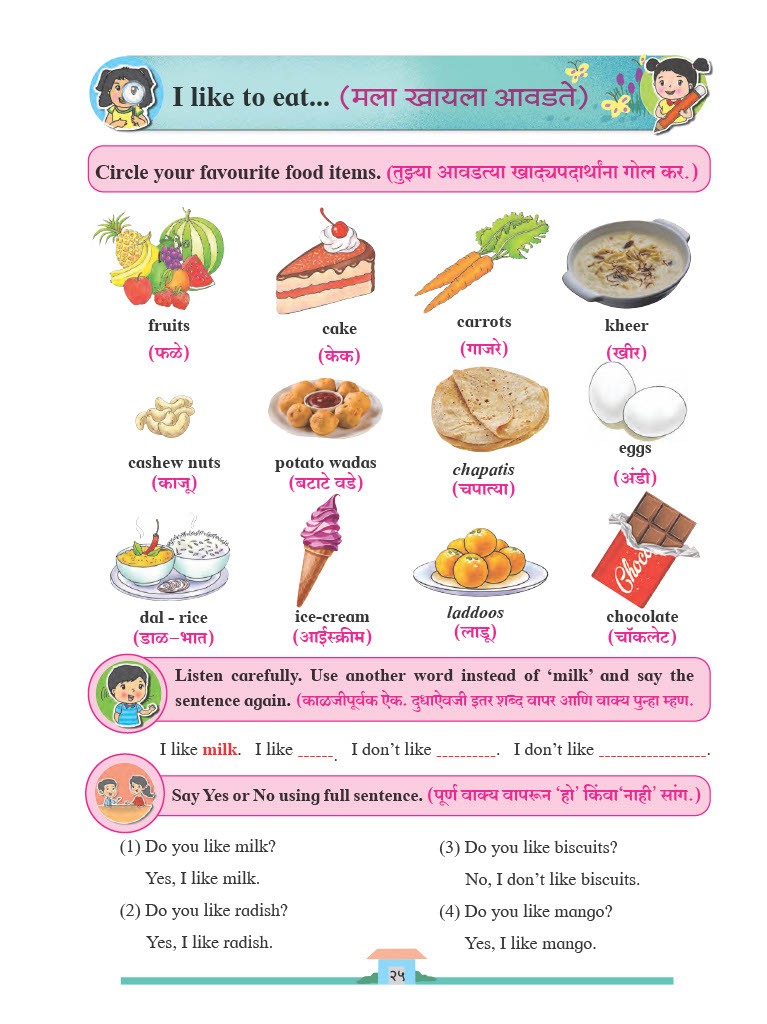 I like to eat... (मला खायला आवडते)
Circle your favourite food items. (तुझ्या आवडत्या खाद्यपदार्थांना गोल कर.)
fruits
(फळे)
cake
(केक)
carrots
(गाजरे)
kheer
(खीर)
cashew nuts
(काजू)
potato wadas
(बटाटे वडे)
chapatis
(चपात्या)
eggs
(अंडी)
dal - rice
(डाळ–भात)
ice-cream
(आईस्क्रीम)
laddoos
(लाडू)
Choco
chocolate
(चॉकलेट)
Listen carefully. Use another word instead of ‘milk’ and say the
sentence again. (काळजीपूर्वक ऐक. दुधाऐवजी इतर शब्द वापर आणि वाक्य पुन्हा म्हण.
I like milk. I like ______. I don’t like __________. I don’t like __________________.
Say Yes or No using full sentence. (पूर्ण वाक्य वापरून ‘हो’ किंवा‘नाही’ सांग.)
(1) Do you like milk?
Yes, I like milk.
(2) Do you like radish?
Yes, I like radish.
(3) Do you like biscuits?
No, I don’t like biscuits.
(4) Do you like mango?
Yes, I like mango.
२५